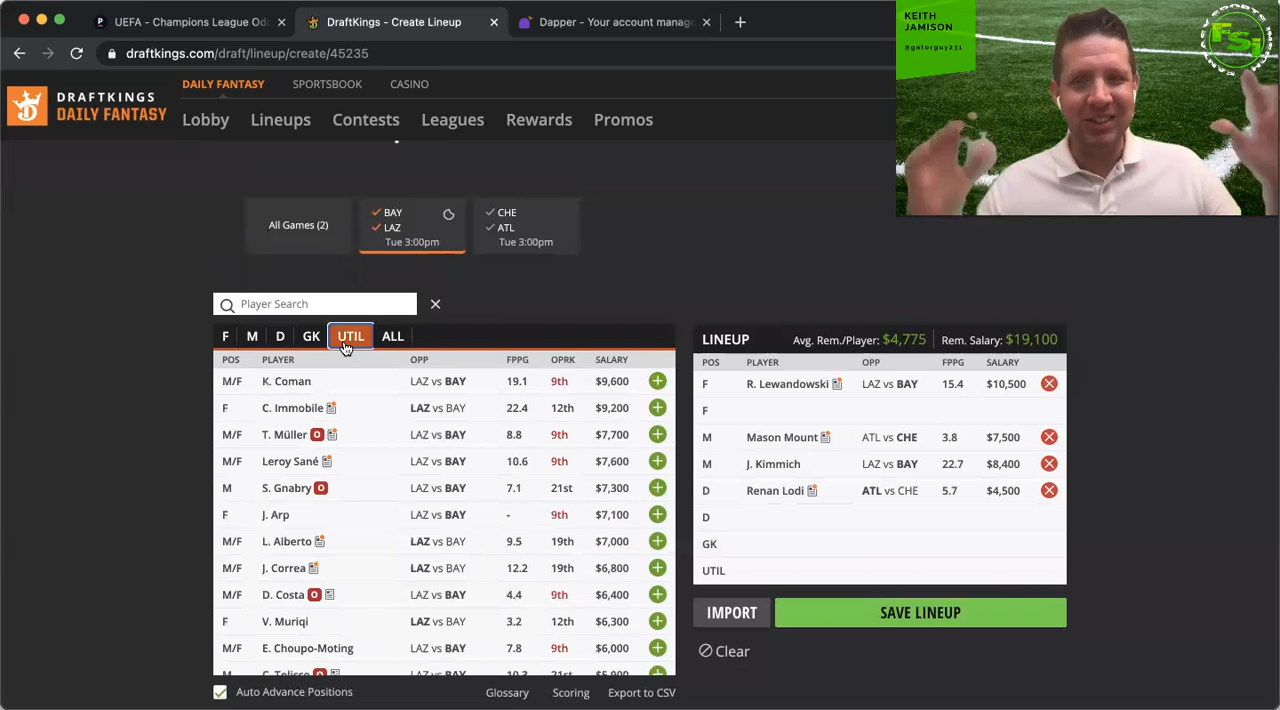 UEFA - Champions League Od
DraftKings - Create Lineup
Dapper - Your account manag
draftkings.com/draft/lineup/create/45235
KEITH
JAMISON
@gatorguy231
FSI
DAILY FANTASY SPORTSBOOK CASINO
DRAFTKINGS
DAILY FANTASY
Lobby Lineups Contests Leagues Rewards Promos
All Games (2)
BAY
LAZ
Tue 3:00pm
CHE
ATL
Tue 3:00pm
Player Search
F M D GK UTIL ALL
POS PLAYER OPP FPPG OPRK SALARY
M/F K. Coman LAZ vs BAY 19.1 9th $9,600
F C. Immobile LAZ vs BAY 22.4 12th $9,200
M/F T. Müller O LAZ vs BAY 8.8 9th $7,700
M/F Leroy Sané LAZ vs BAY 10.6 9th $7,600
M S. Gnabry O LAZ vs BAY 7.1 21st $7,300
F J. Arp LAZ vs BAY - 9th $7,100
M/F L. Alberto LAZ vs BAY 9.5 19th $7,000
M/F J. Correa LAZ vs BAY 12.2 19th $6,800
M/F D. Costa O LAZ vs BAY 4.4 9th $6,400
F V. Muriqi LAZ vs BAY 3.2 12th $6,300
M/F E. Choupo-Moting LAZ vs BAY 7.8 9th $6,000
M C. Tolisso O LAZ vs BAY 10.3 21st $5,900
Auto Advance Positions Glossary Scoring Export to CSV
LINEUP Avg. Rem./Player: $4,775 Rem. Salary: $19,100
POS PLAYER OPP FPPG SALARY
F R. Lewandowski LAZ vs BAY 15.4 $10,500
F
M Mason Mount ATL vs CHE 3.8 $7,500
M J. Kimmich LAZ vs BAY 22.7 $8,400
D Renan Lodi ATL vs CHE 5.7 $4,500
D
GK
UTIL
IMPORT SAVE LINEUP
Clear